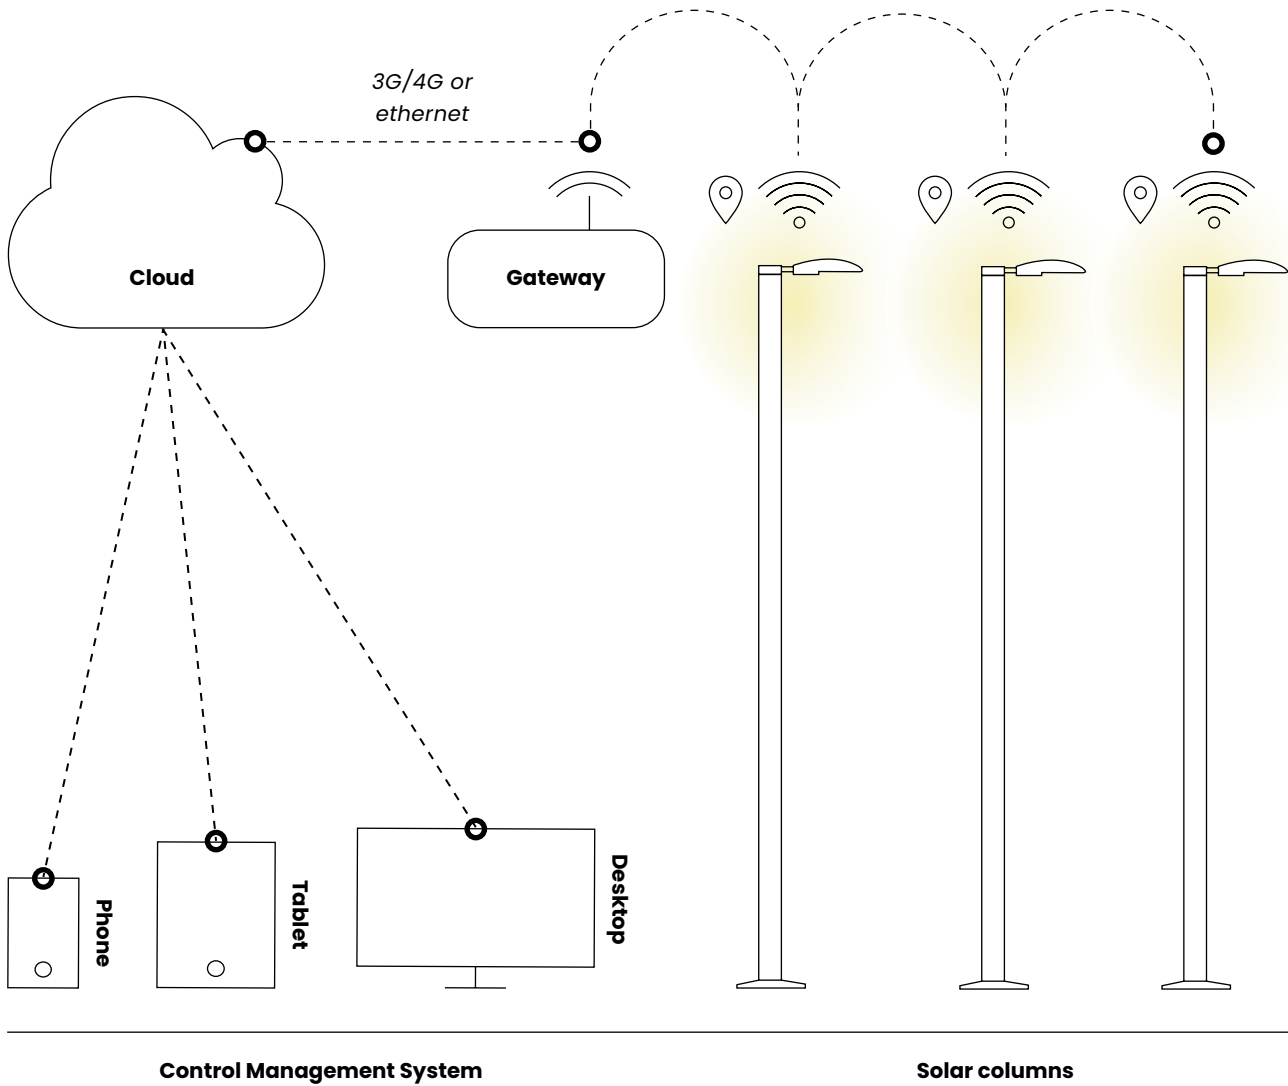 3G/4G or
ethernet
Cloud
Gateway
Phone
Tablet
Desktop
Control Management System
Solar columns